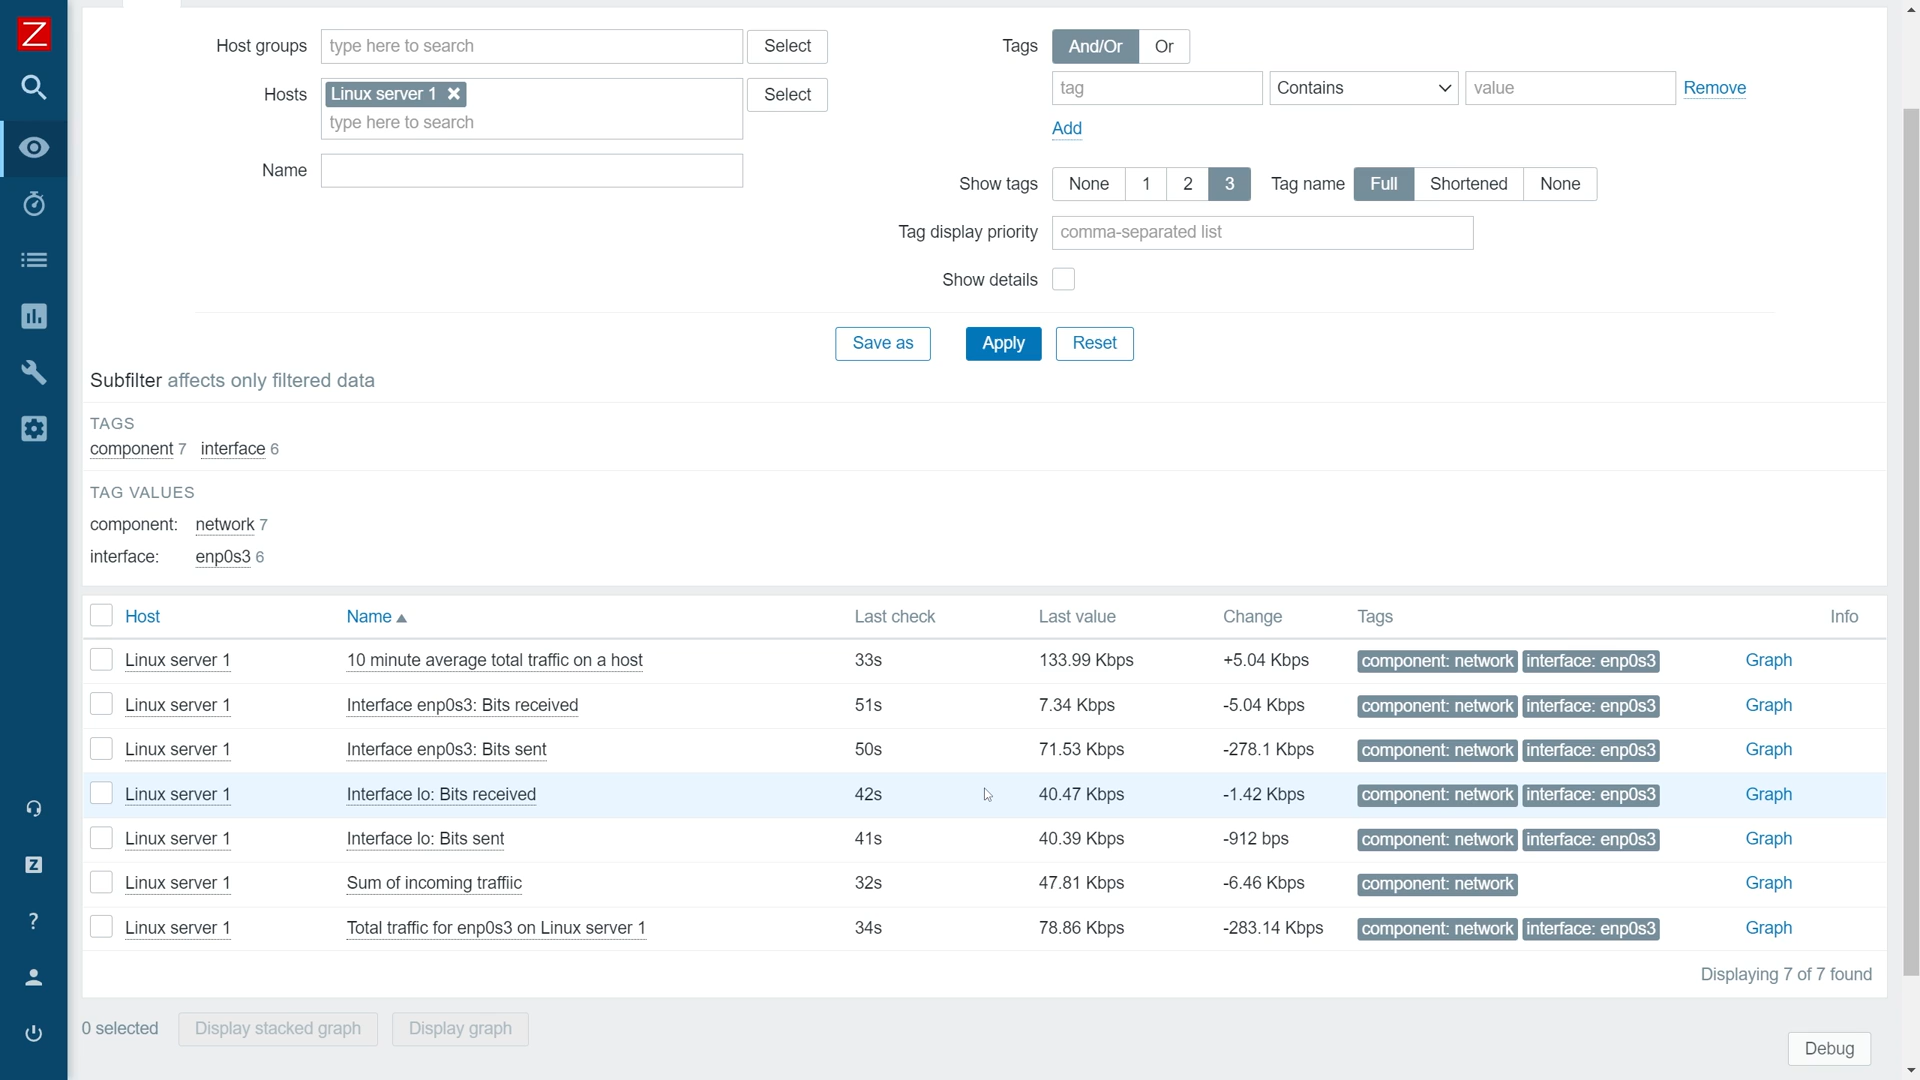 Z
Host groups type here to search Select
Hosts Linux server 1 Select
type here to search
Name
Tags And/Or Or
tag Contains value Remove
Add
Show tags None 1 2 3 Tag name Full Shortened None
Tag display priority comma-separated list
Show details
Save as Apply Reset
Subfilter affects only filtered data
TAGS
component 7 interface 6
TAG VALUES
component: network 7
interface: enp0s3 6
Host Name Last check Last value Change Tags Info
Linux server 1 10 minute average total traffic on a host 33s 133.99 Kbps +5.04 Kbps component: network interface: enp0s3 Graph
Linux server 1 Interface enp0s3: Bits received 51s 7.34 Kbps -5.04 Kbps component: network interface: enp0s3 Graph
Linux server 1 Interface enp0s3: Bits sent 50s 71.53 Kbps -278.1 Kbps component: network interface: enp0s3 Graph
Linux server 1 Interface lo: Bits received 42s 40.47 Kbps -1.42 Kbps component: network interface: enp0s3 Graph
Linux server 1 Interface lo: Bits sent 41s 40.39 Kbps -912 bps component: network interface: enp0s3 Graph
Linux server 1 Sum of incoming traffiic 32s 47.81 Kbps -6.46 Kbps component: network Graph
Linux server 1 Total traffic for enp0s3 on Linux server 1 34s 78.86 Kbps -283.14 Kbps component: network interface: enp0s3 Graph
Displaying 7 of 7 found
0 selected Display stacked graph Display graph
Debug
Z
?